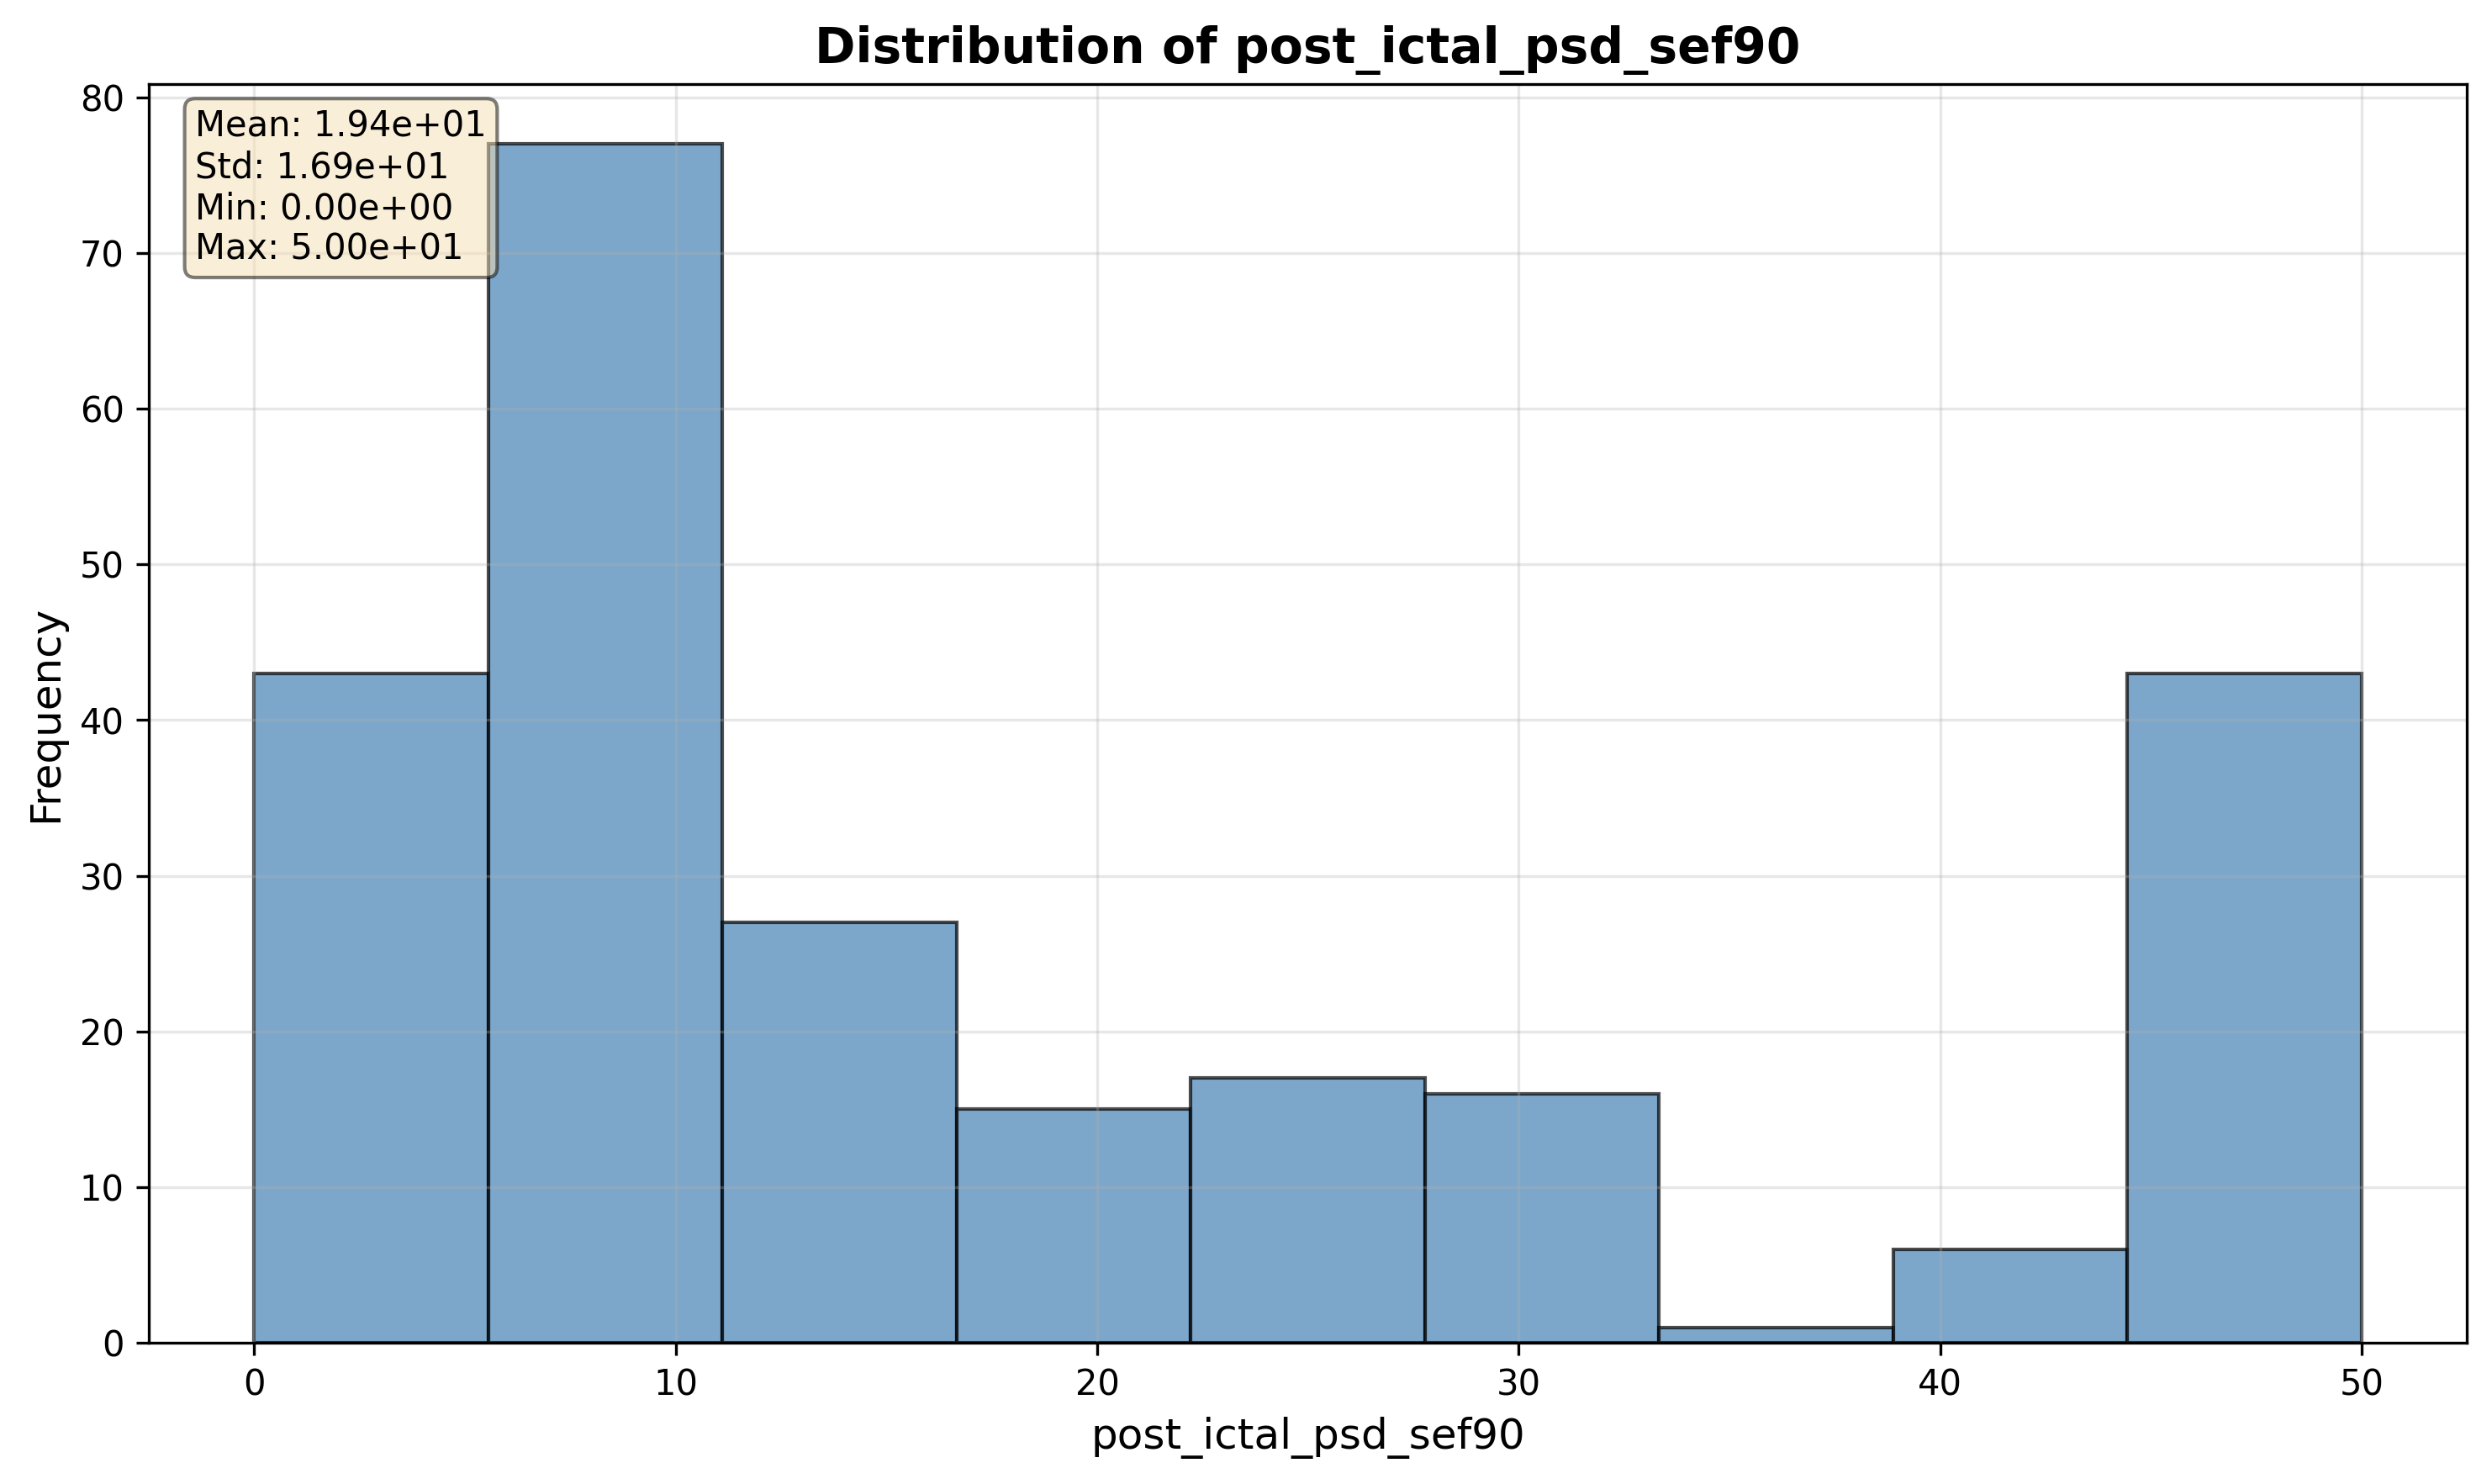 Distribution of post_ictal_psd_sef90
Mean: 1.94e+01
Std: 1.69e+01
Min: 0.00e+00
Max: 5.00e+01
80
70
60
50
40
30
20
10
0
Frequency
0 10 20 30 40 50
post_ictal_psd_sef90